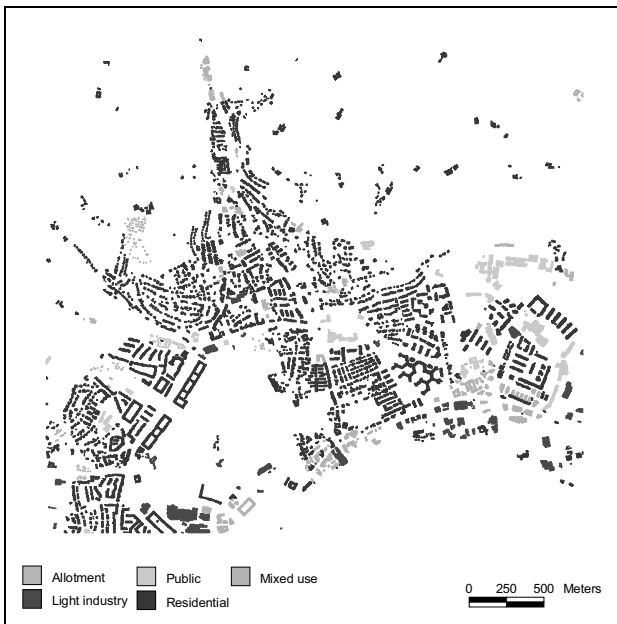 Allotment Public Mixed use
Light industry Residential
0 250 500 Meters